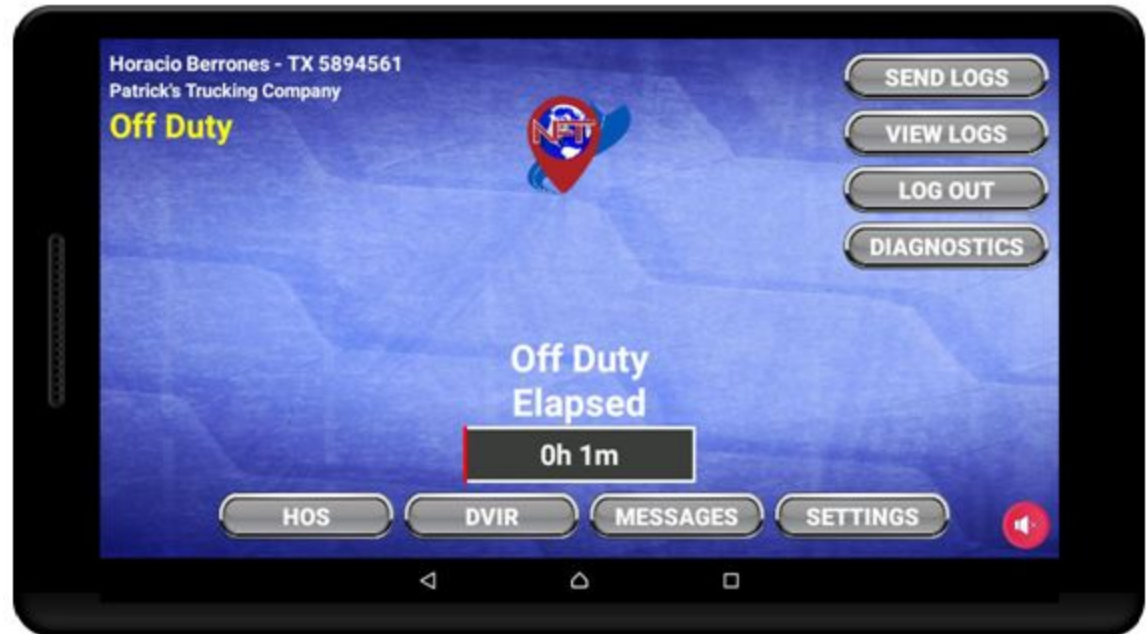 Horacio Berrones - TX 5894561
Patrick's Trucking Company
Off Duty
NFT
SEND LOGS
VIEW LOGS
LOG OUT
DIAGNOSTICS
Off Duty
Elapsed
0h 1m
HOS
DVIR
MESSAGES
SETTINGS